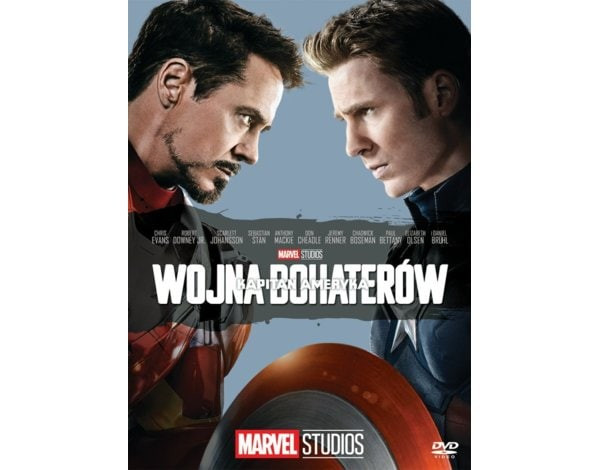 CHRIS EVANS ROBERT DOWNEY JR. SCARLETT JOHANSSON SEBASTIAN STAN ANTHONY MACKIE DON CHEADLE JEREMY RENNER CHADWICK BOSEMAN PAUL BETTANY ELIZABETH OLSEN DANIEL BRÜHL
MARVEL STUDIOS
WOJNA BOHATERÓW
KAPITAN AMERYKA
MARVEL STUDIOS
DVD
VIDEO